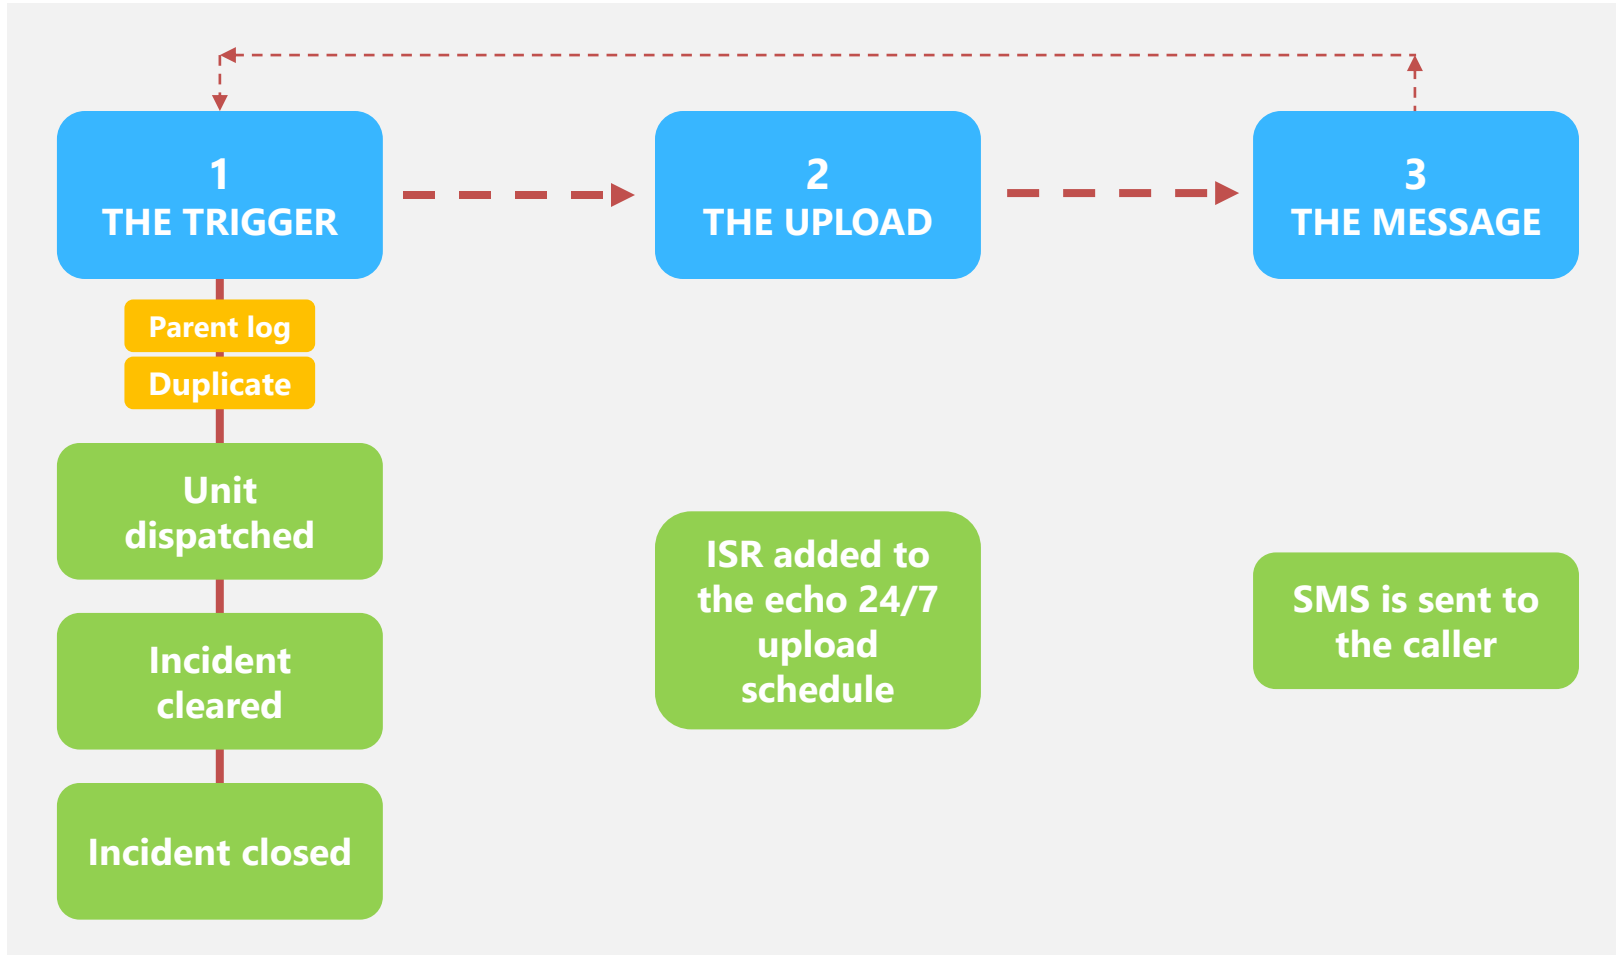 1
THE TRIGGER
2
THE UPLOAD
3
THE MESSAGE
Parent log
Duplicate
Unit
dispatched
Incident
cleared
Incident closed
ISR added to
the echo 24/7
upload
schedule
SMS is sent to
the caller